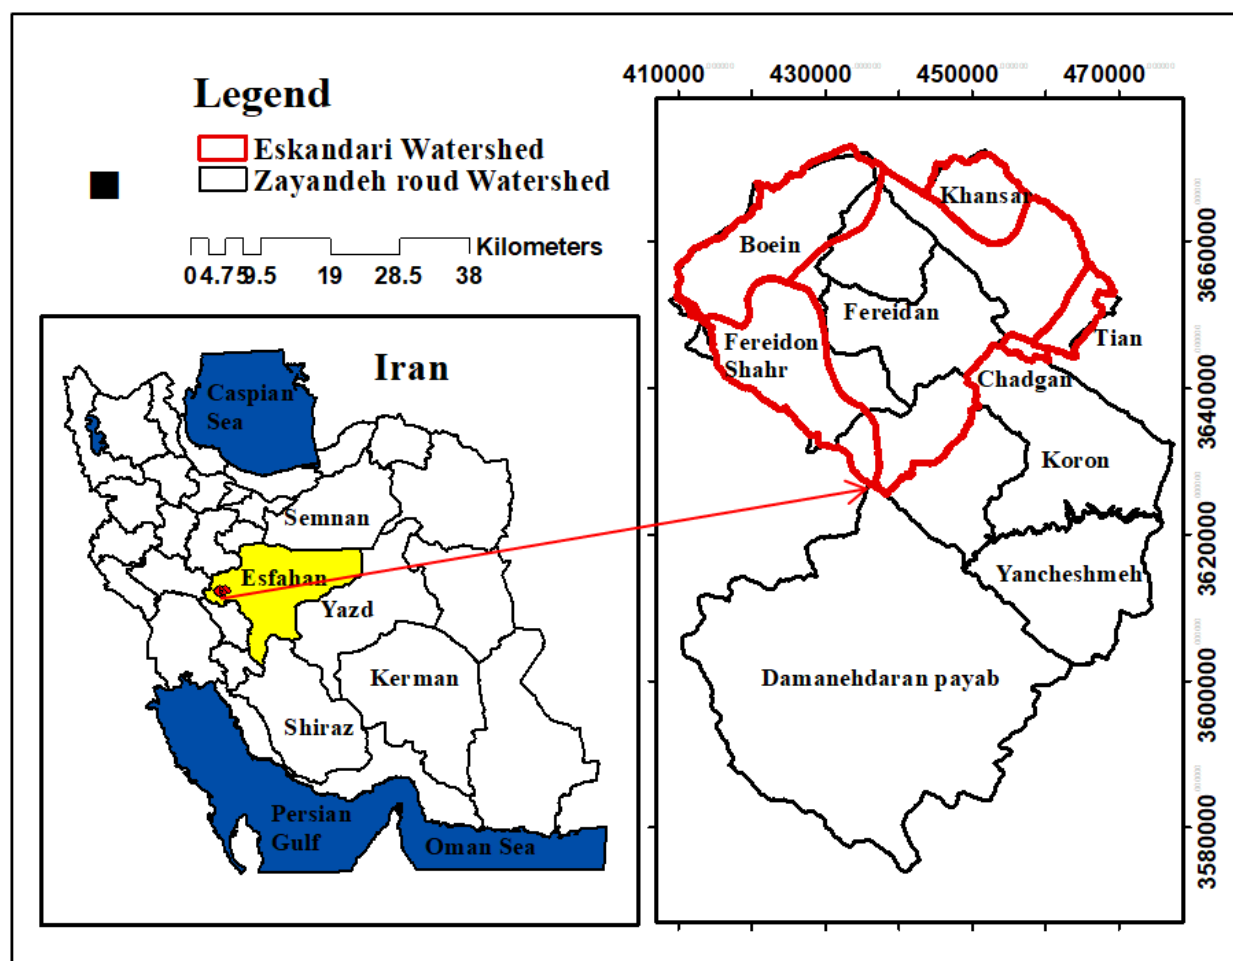 Legend
Eskandari Watershed
Zayandeh roud Watershed
Kilometers
0 4.75 9.5 19 28.5 38
Iran
Caspian
Sea
Semnan
Esfahan
Yazd
Kerman
Shiraz
Persian
Gulf
Oman Sea
410000 430000 450000 470000
Khansar
Boein
Fereidan
Fereidon
Shahr
Tian
Chadgan
Koron
Yancheshmeh
Damanehdaran payab
3660000
3640000
3620000
3600000
3580000